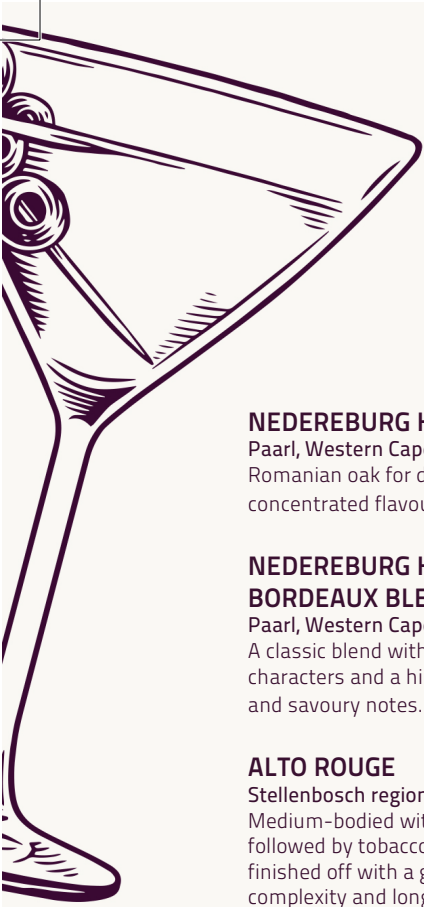 NEDEREBURG
Paarl, Western Cap
Romanian oak for
concentrated flavou
NEDEREBURG
BORDEAUX BLE
Paarl, Western Cap
A classic blend with
characters and a hi
and savoury notes.
ALTO ROUGE
Stellenbosch region
Medium-bodied wit
followed by tobacco
finished off with a g
complexity and long